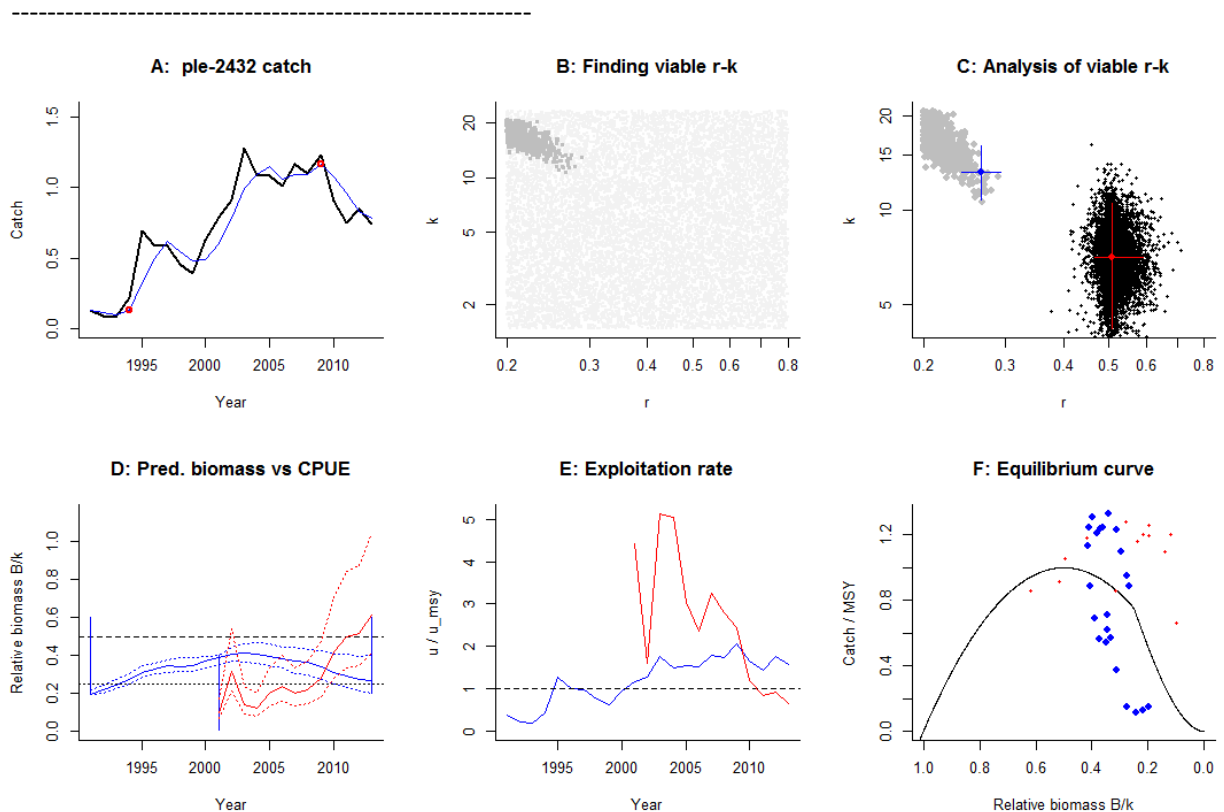 ------------------------------------------------------------
A: ple-2432 catch
Catch
1.5
1.0
0.5
0.0
1995 2000 2005 2010
Year
B: Finding viable r-k
k
20
10
5
2
0.2 0.3 0.4 0.5 0.6 0.7 0.8
r
C: Analysis of viable r-k
k
20
15
10
5
0.2 0.3 0.4 0.5 0.6 0.7 0.8
r
D: Pred. biomass vs CPUE
Relative biomass B/k
1.0
0.8
0.6
0.4
0.2
0.0
1995 2000 2005 2010
Year
E: Exploitation rate
u / u_msy
5
4
3
2
1
0
1995 2000 2005 2010
Year
F: Equilibrium curve
Catch / MSY
1.2
0.8
0.4
0.0
1.0 0.8 0.6 0.4 0.2 0.0
Relative biomass B/k